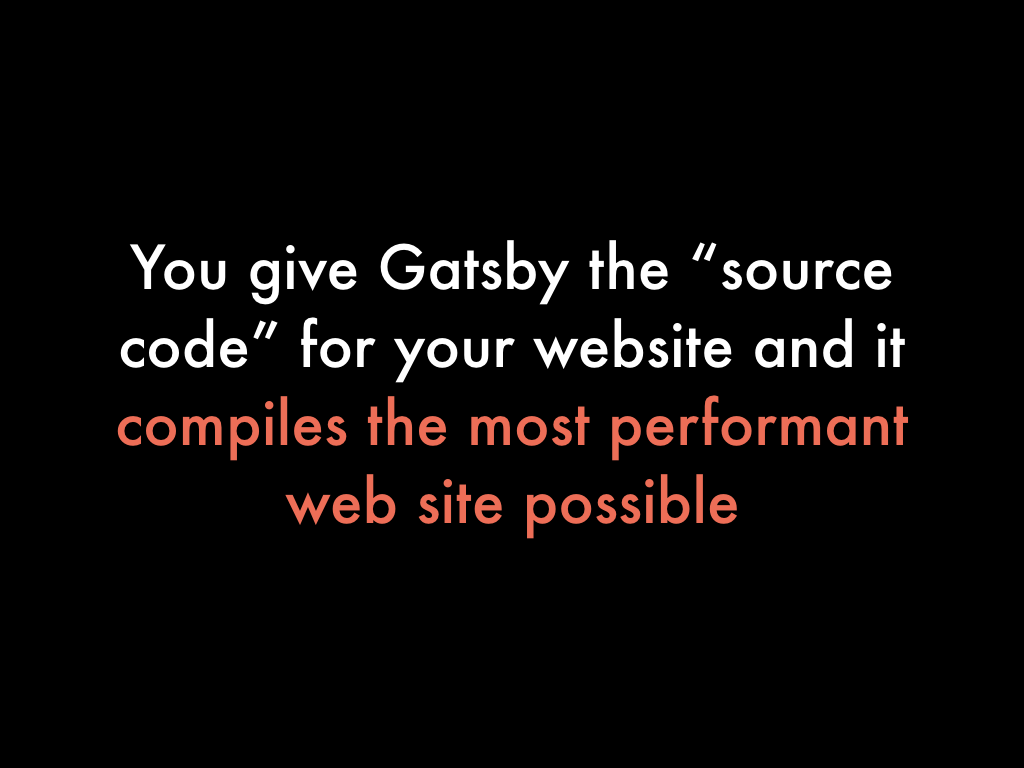 You give Gatsby the “source
code” for your website and it
compiles the most performant
web site possible